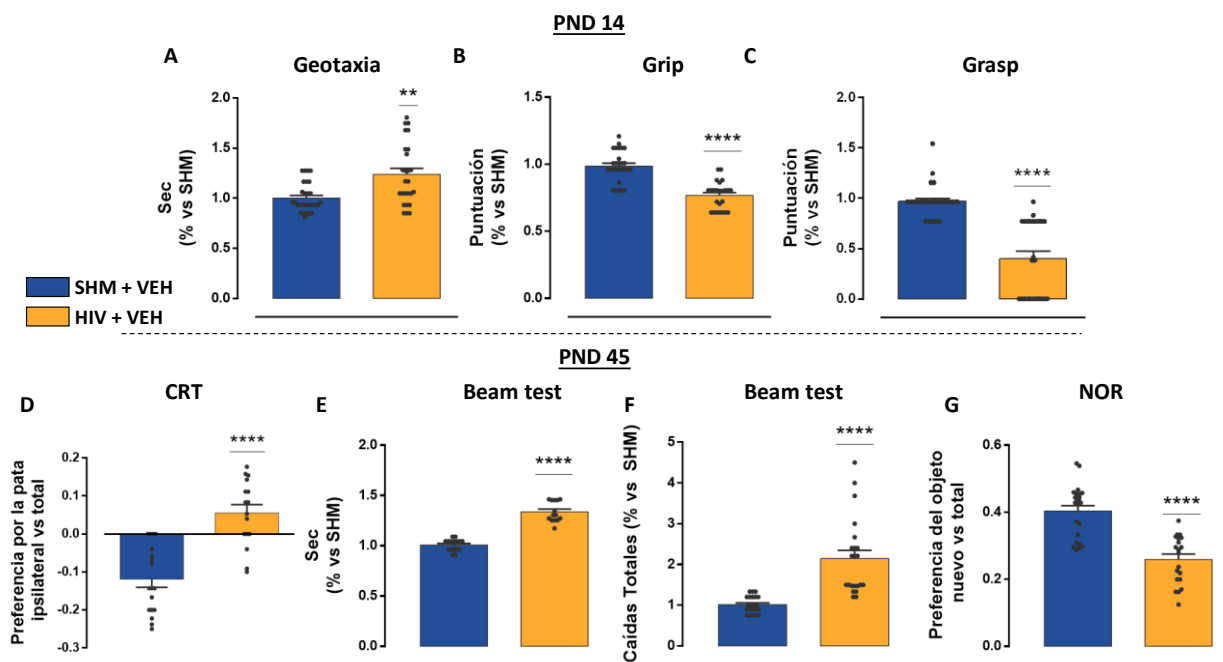 PND 14
A
Geotaxia
Sec
(% vs SHM)
2.0
1.5
1.0
0.5
0.0
**
B
Grip
Puntuación
(% vs SHM)
1.5
1.0
0.5
0.0
****
C
Grasp
Puntuación
(% vs SHM)
2.0
1.5
1.0
0.5
0.0
****
SHM + VEH
HIV + VEH
PND 45
D
CRT
Preferencia por la pata
ipsilateral vs total
0.2
0.1
0.0
-0.1
-0.2
-0.3
****
E
Beam test
Sec
(% vs SHM)
2.0
1.5
1.0
0.5
0.0
****
F
Beam test
Caídas Totales (% vs SHM)
5
4
3
2
1
0
****
G
NOR
Preferencia del objeto
nuevo vs total
0.6
0.4
0.2
0.0
****